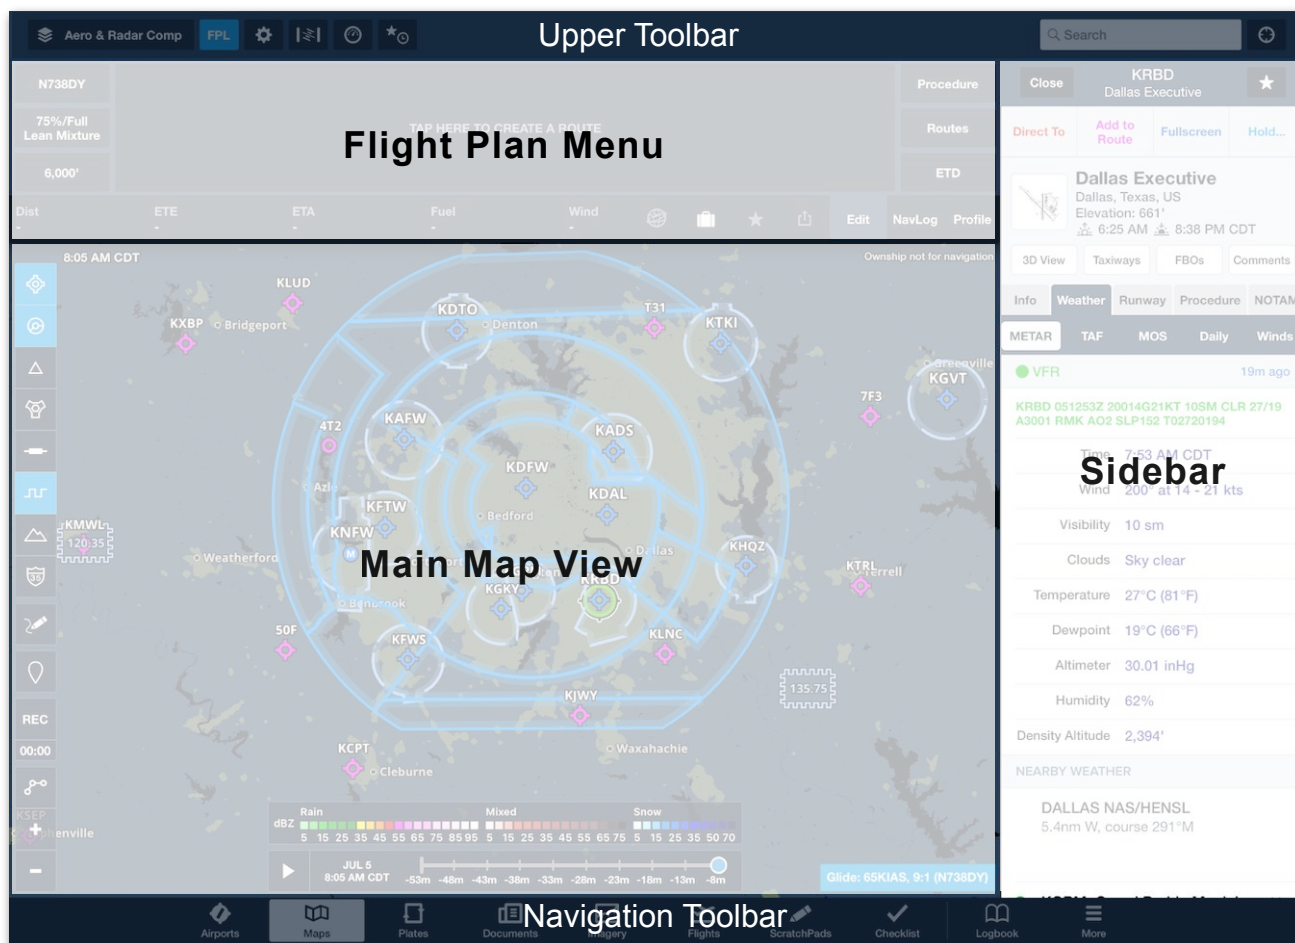 Aero & Radar Comp FPL Upper Toolbar Search
N738DY Procedure
75%/Full
Lean Mixture
TAP HERE TO CREATE A ROUTE
Flight Plan Menu
Routes
6,000' ETD
Dist ETE ETA Fuel Wind
- - - - -
Edit NavLog Profile
Close KRBD
Dallas Executive
Direct To Add to Route Fullscreen Hold...
Dallas Executive
Dallas, Texas, US
Elevation: 661'
6:25 AM 8:38 PM CDT
3D View Taxiways FBOs Comments
Info Weather Runway Procedure NOTAM
METAR TAF MOS Daily Winds
VFR 19m ago
KRBD 051253Z 20014G21KT 10SM CLR 27/19
A3001 RMK AO2 SLP152 T02720194
Time 7:53 AM CDT
Sidebar
Wind 200° at 14 - 21 kts
Visibility 10 sm
Clouds Sky clear
Temperature 27°C (81°F)
Dewpoint 19°C (66°F)
Altimeter 30.01 inHg
Humidity 62%
Density Altitude 2,394'
NEARBY WEATHER
DALLAS NAS/HENSL
5.4nm W, course 291°M
8:05 AM CDT Ownship not for navigation
KLUD
KDTO T31
KXBP Bridgeport Denton KTKI
Greenville
KGVT
7F3
KAFW
4T2 KADS
KDFW
Azle KDAL
KFTW
Bedford
KMWL KNFW
120.35 M
Weatherford Dallas KHQZ
Main Map View
KTRL
Terrell
KGKY KRBD
Benbrook
50F KFWS KLNC
35
135.75
KJWY
REC
00:00
KCPT Waxahachie
Cleburne
KSEP
Rain Mixed Snow
dBZ
5 15 25 35 45 55 65 75 85 95 5 15 25 35 45 55 65 75 5 15 25 35 50 70
JUL 5
8:05 AM CDT
-53m -48m -43m -38m -33m -28m -23m -18m -13m -8m
Glide: 65KIAS, 9:1 (N738DY)
Navigation Toolbar
Airports Maps Plates Documents Imagery Flights ScratchPads Checklist Logbook More